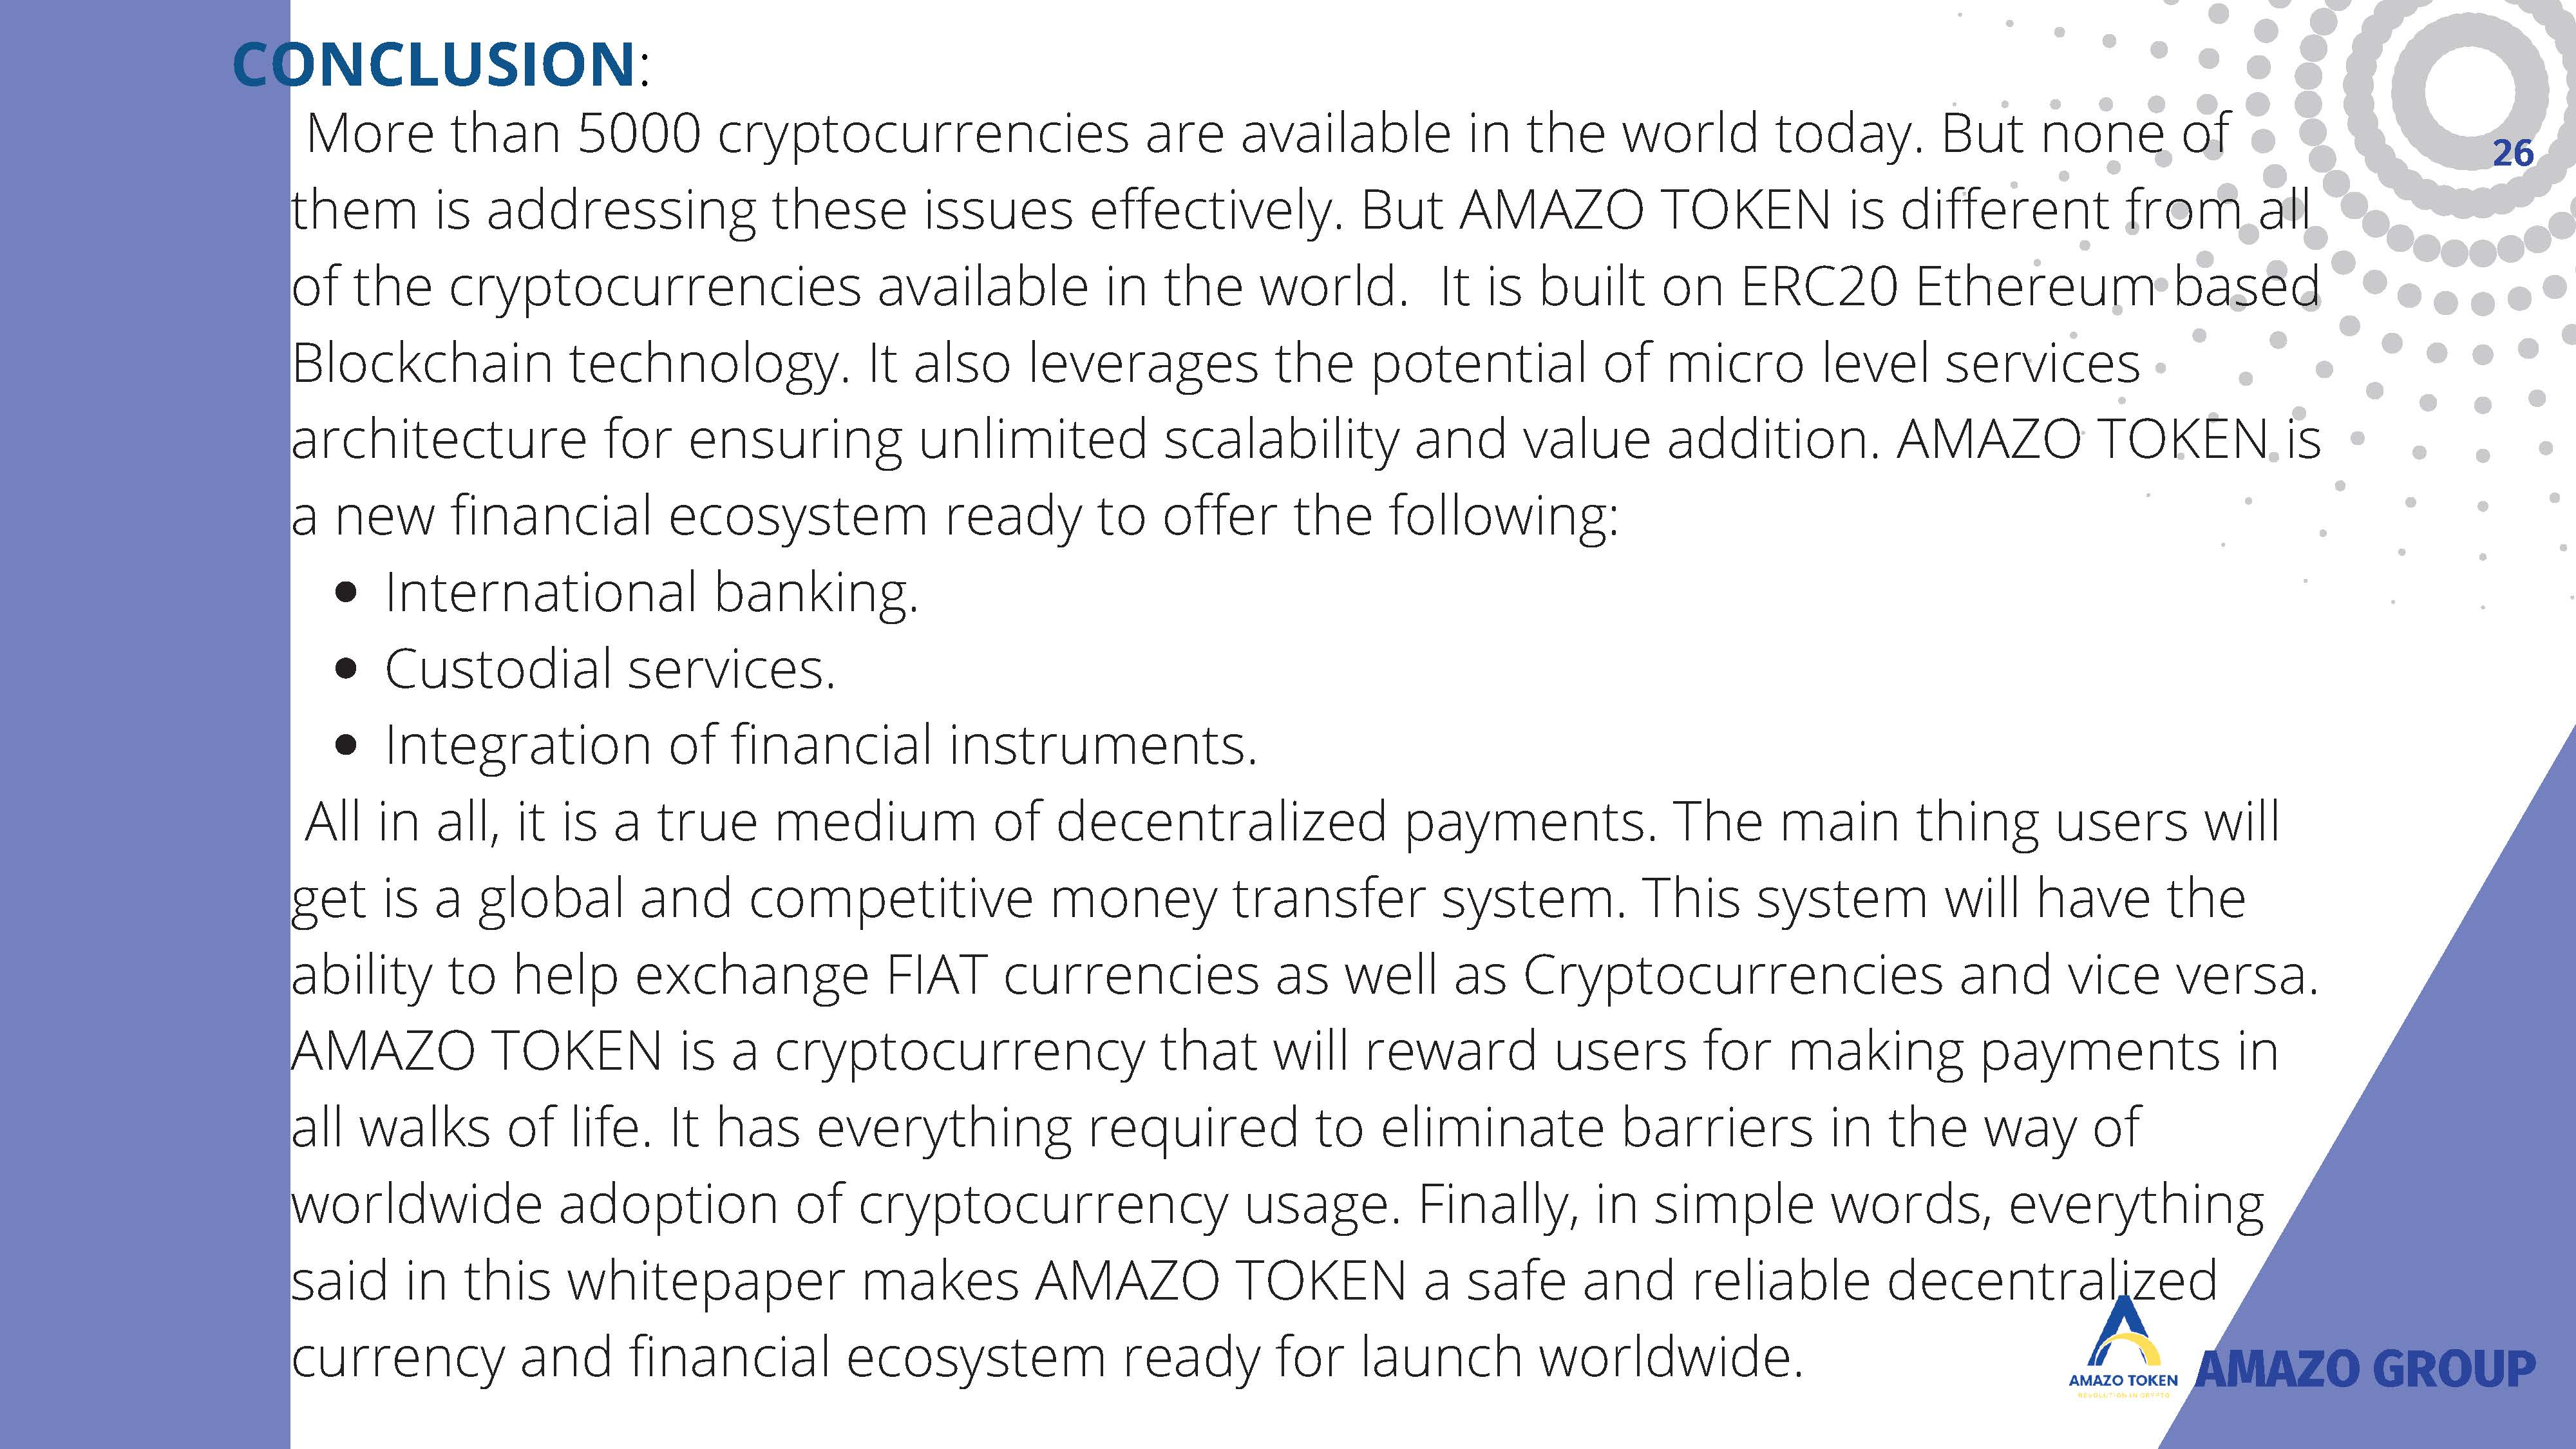 CONCLUSION:
More than 5000 cryptocurrencies are available in the world today. But none of
26
them is addressing these issues effectively. But AMAZO TOKEN is different from all
of the cryptocurrencies available in the world. It is built on ERC20 Ethereum based
Blockchain technology. It also leverages the potential of micro level services
architecture for ensuring unlimited scalability and value addition. AMAZO TOKEN is
a new financial ecosystem ready to offer the following:
• International banking.
• Custodial services.
• Integration of financial instruments.
All in all, it is a true medium of decentralized payments. The main thing users will
get is a global and competitive money transfer system. This system will have the
ability to help exchange FIAT currencies as well as Cryptocurrencies and vice versa.
AMAZO TOKEN is a cryptocurrency that will reward users for making payments in
all walks of life. It has everything required to eliminate barriers in the way of
worldwide adoption of cryptocurrency usage. Finally, in simple words, everything
said in this whitepaper makes AMAZO TOKEN a safe and reliable decentralized
currency and financial ecosystem ready for launch worldwide.
AMAZO TOKEN
REVOLUTION IN CRYPTO
AMAZO GROUP